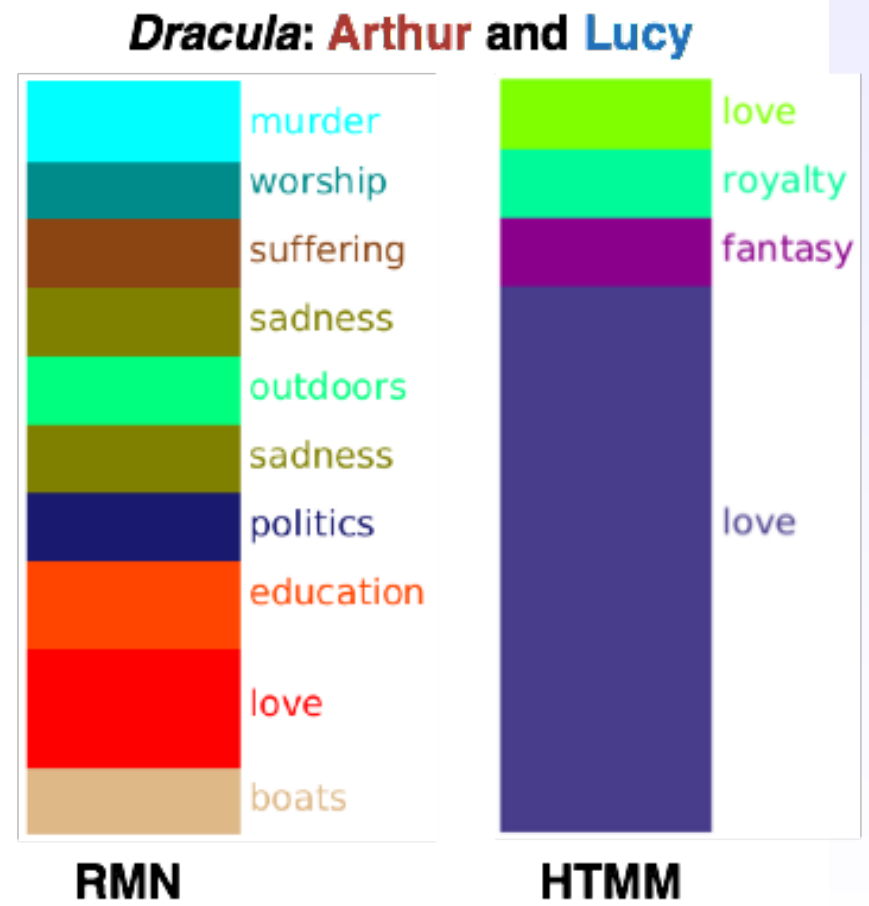 Dracula: Arthur and Lucy
murder
worship
suffering
sadness
outdoors
sadness
politics
education
love
boats
RMN
love
royalty
fantasy
love
HTMM